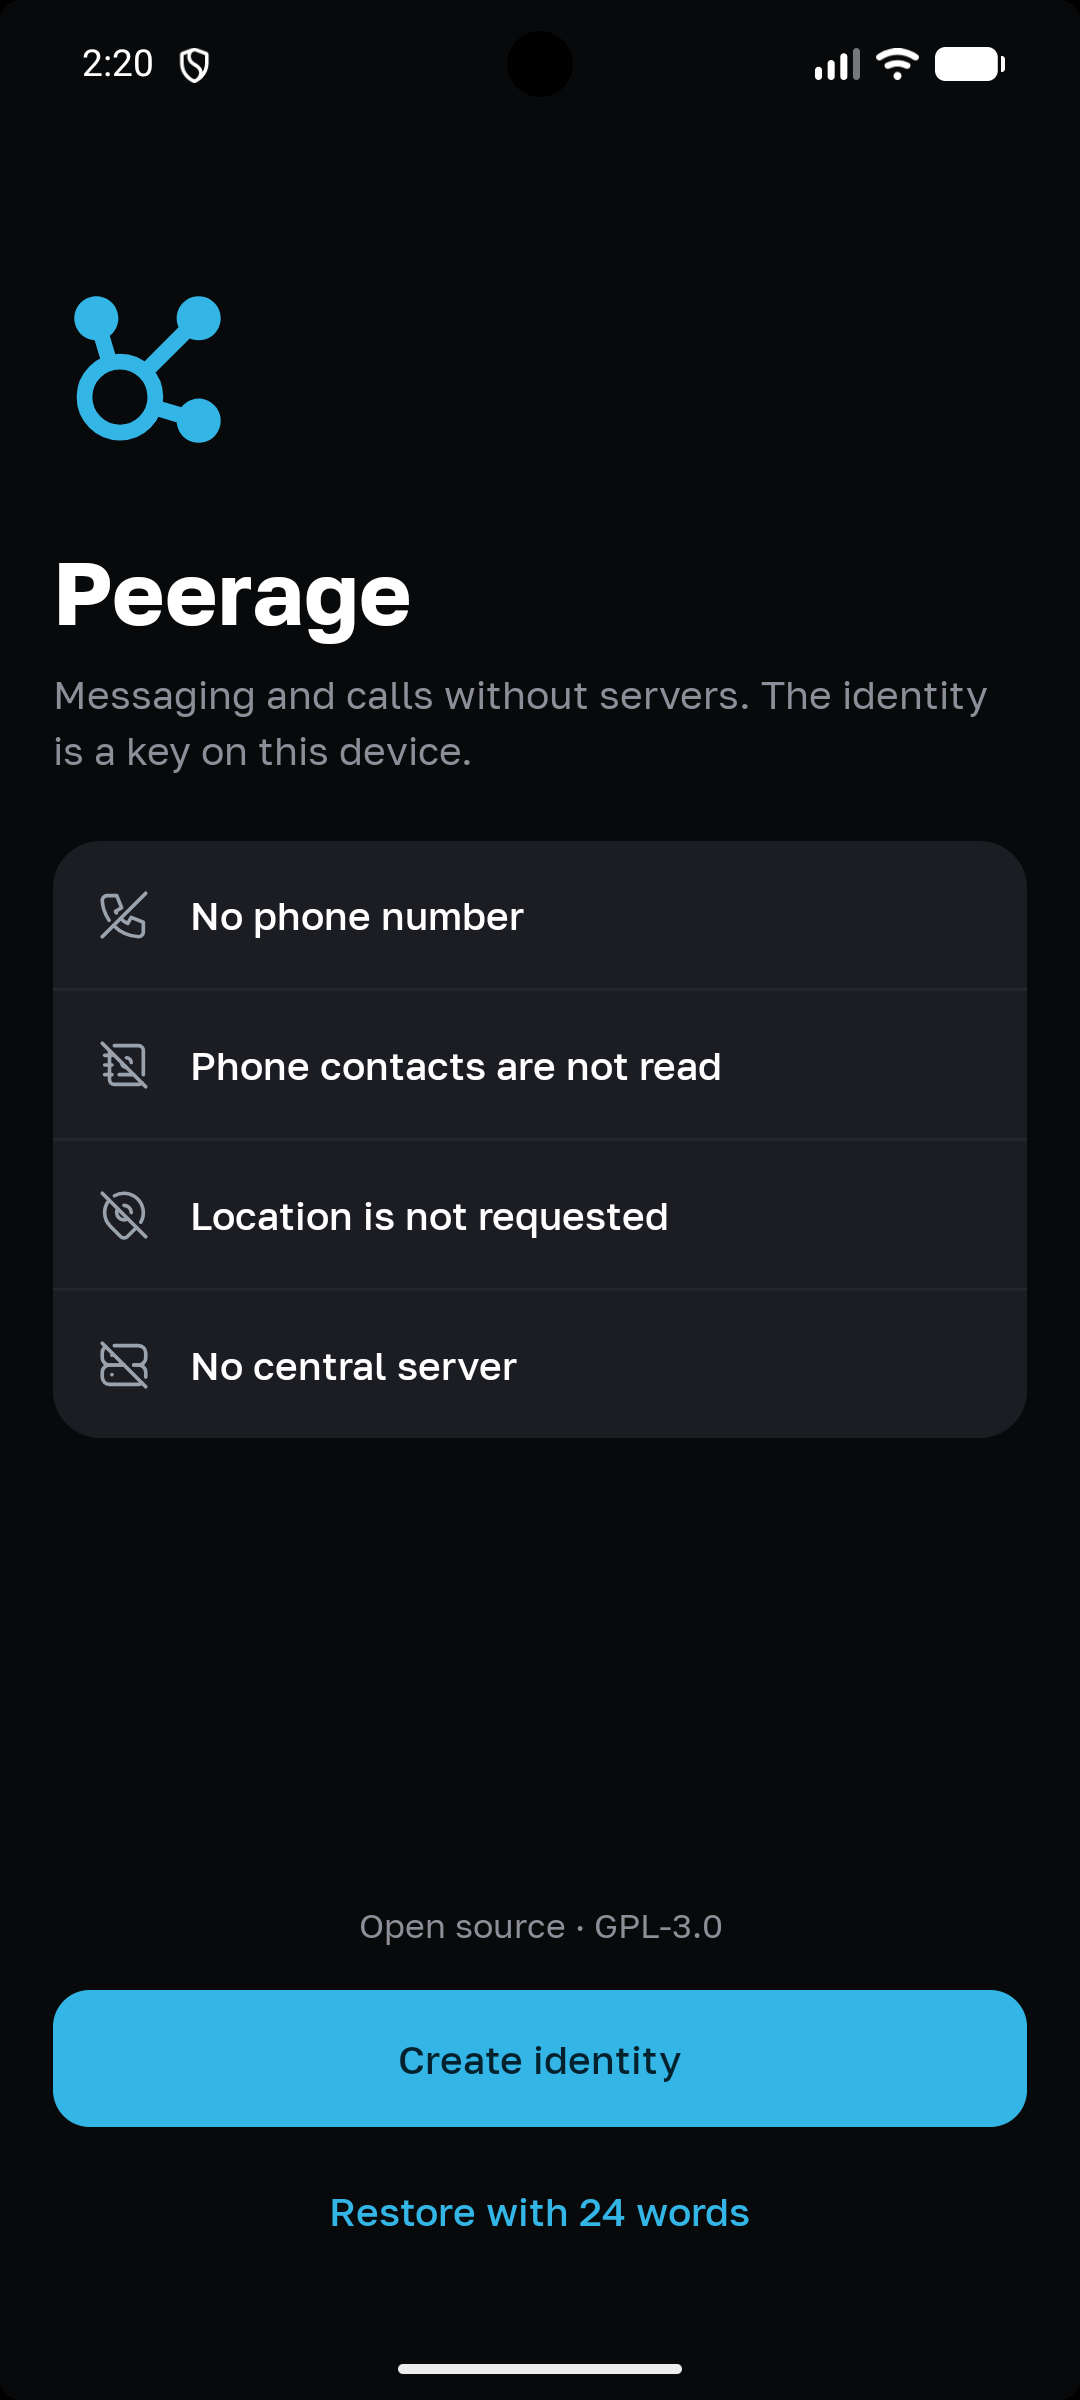 2:20
Peerage
Messaging and calls without servers. The identity
is a key on this device.
No phone number
Phone contacts are not read
Location is not requested
No central server
Open source · GPL-3.0
Create identity
Restore with 24 words